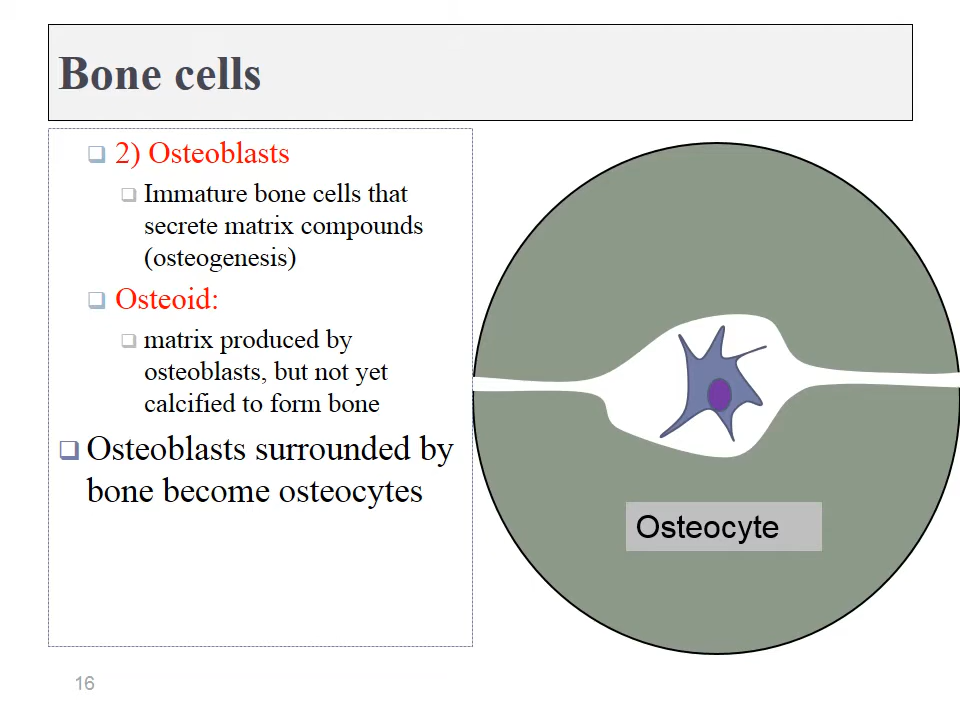 Bone cells
2) Osteoblasts
Immature bone cells that
secrete matrix compounds
(osteogenesis)
Osteoid:
matrix produced by
osteoblasts, but not yet
calcified to form bone
Osteoblasts surrounded by
bone become osteocytes
Osteocyte
16